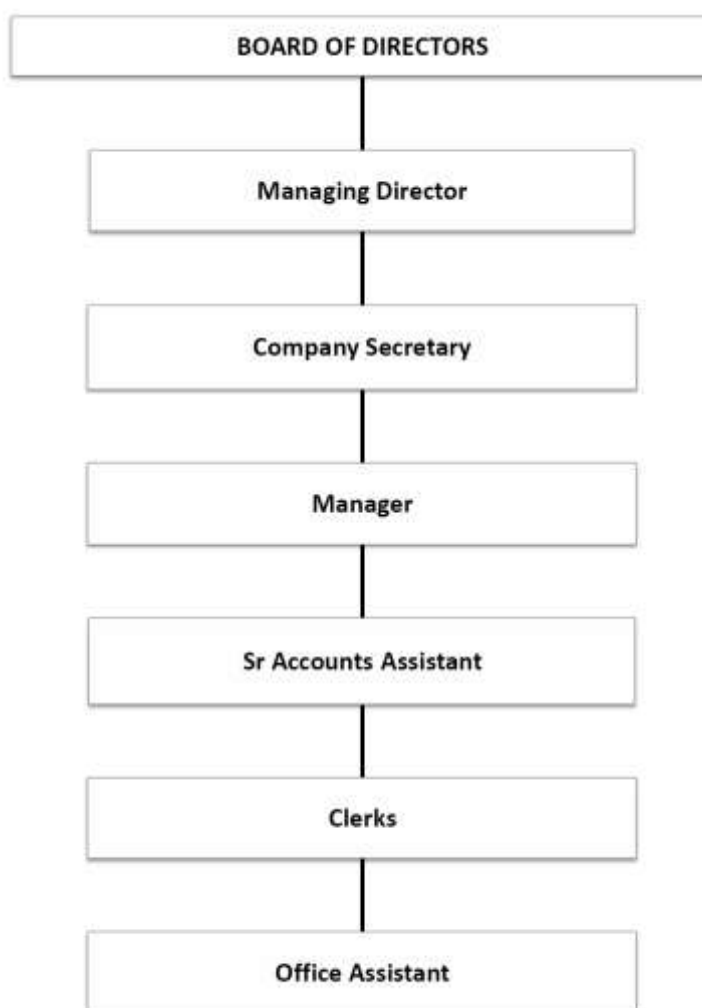 BOARD OF DIRECTORS
Managing Director
Company Secretary
Manager
Sr Accounts Assistant
Clerks
Office Assistant